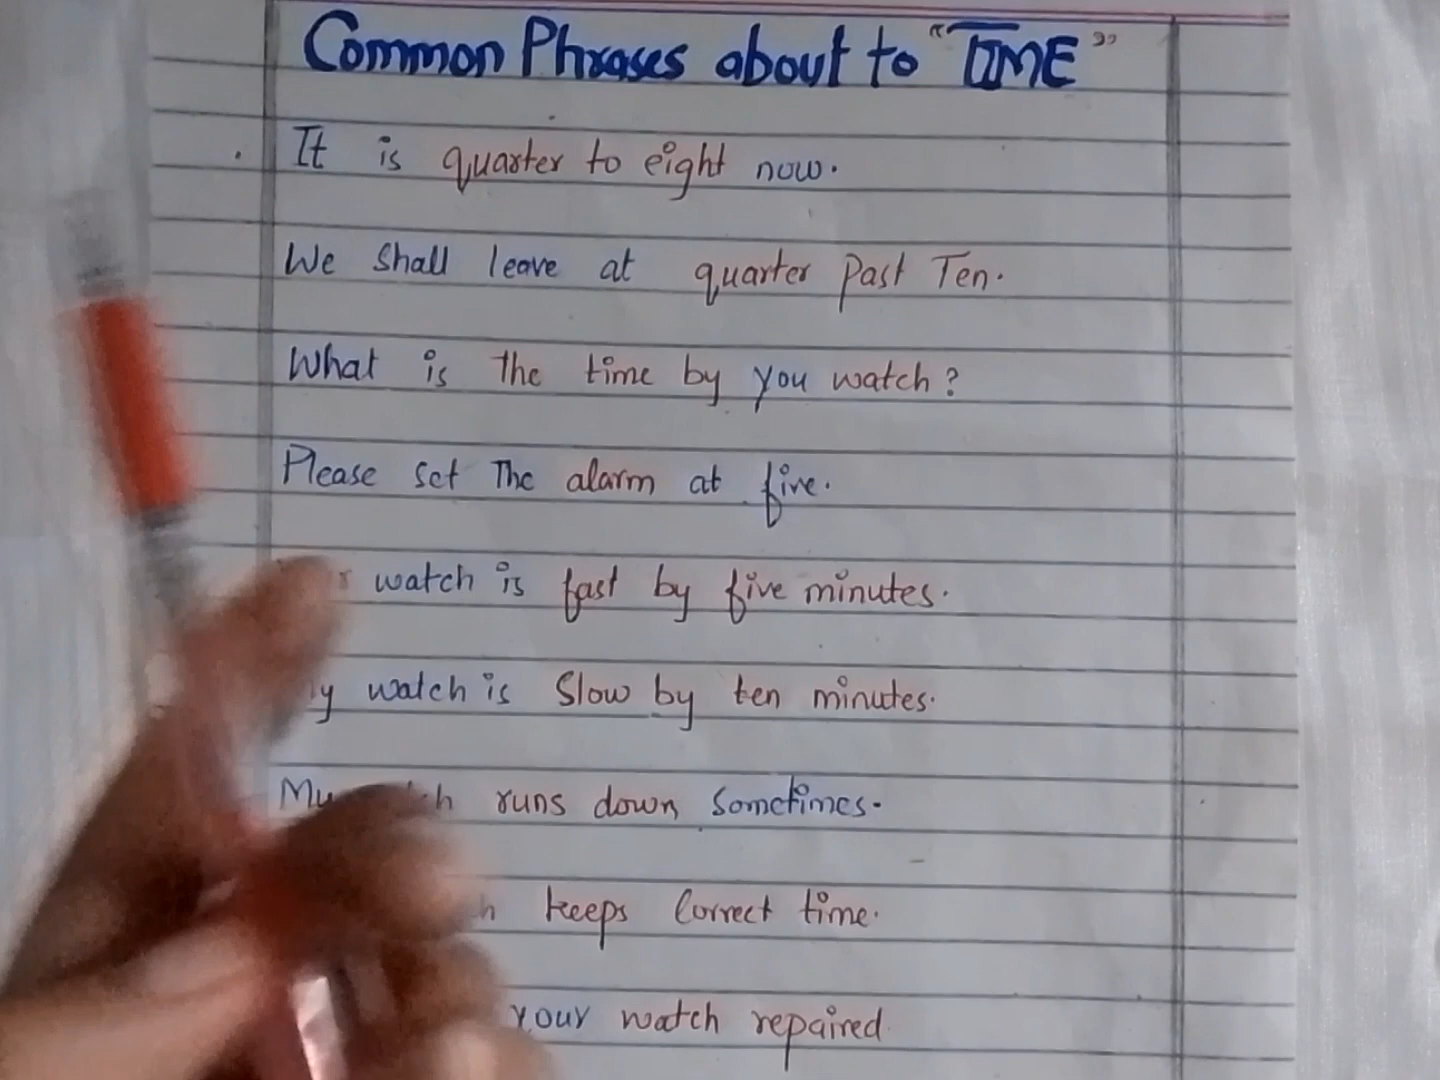 Common Phrases about to "TIME"
It is quarter to eight now.
We Shall leave at quarter Past Ten.
What is the time by you watch?
Please set The alarm at five.
watch is fast by five minutes.
watch is Slow by ten minutes.
My runs down Sometimes.
keeps Correct time.
your watch repaired